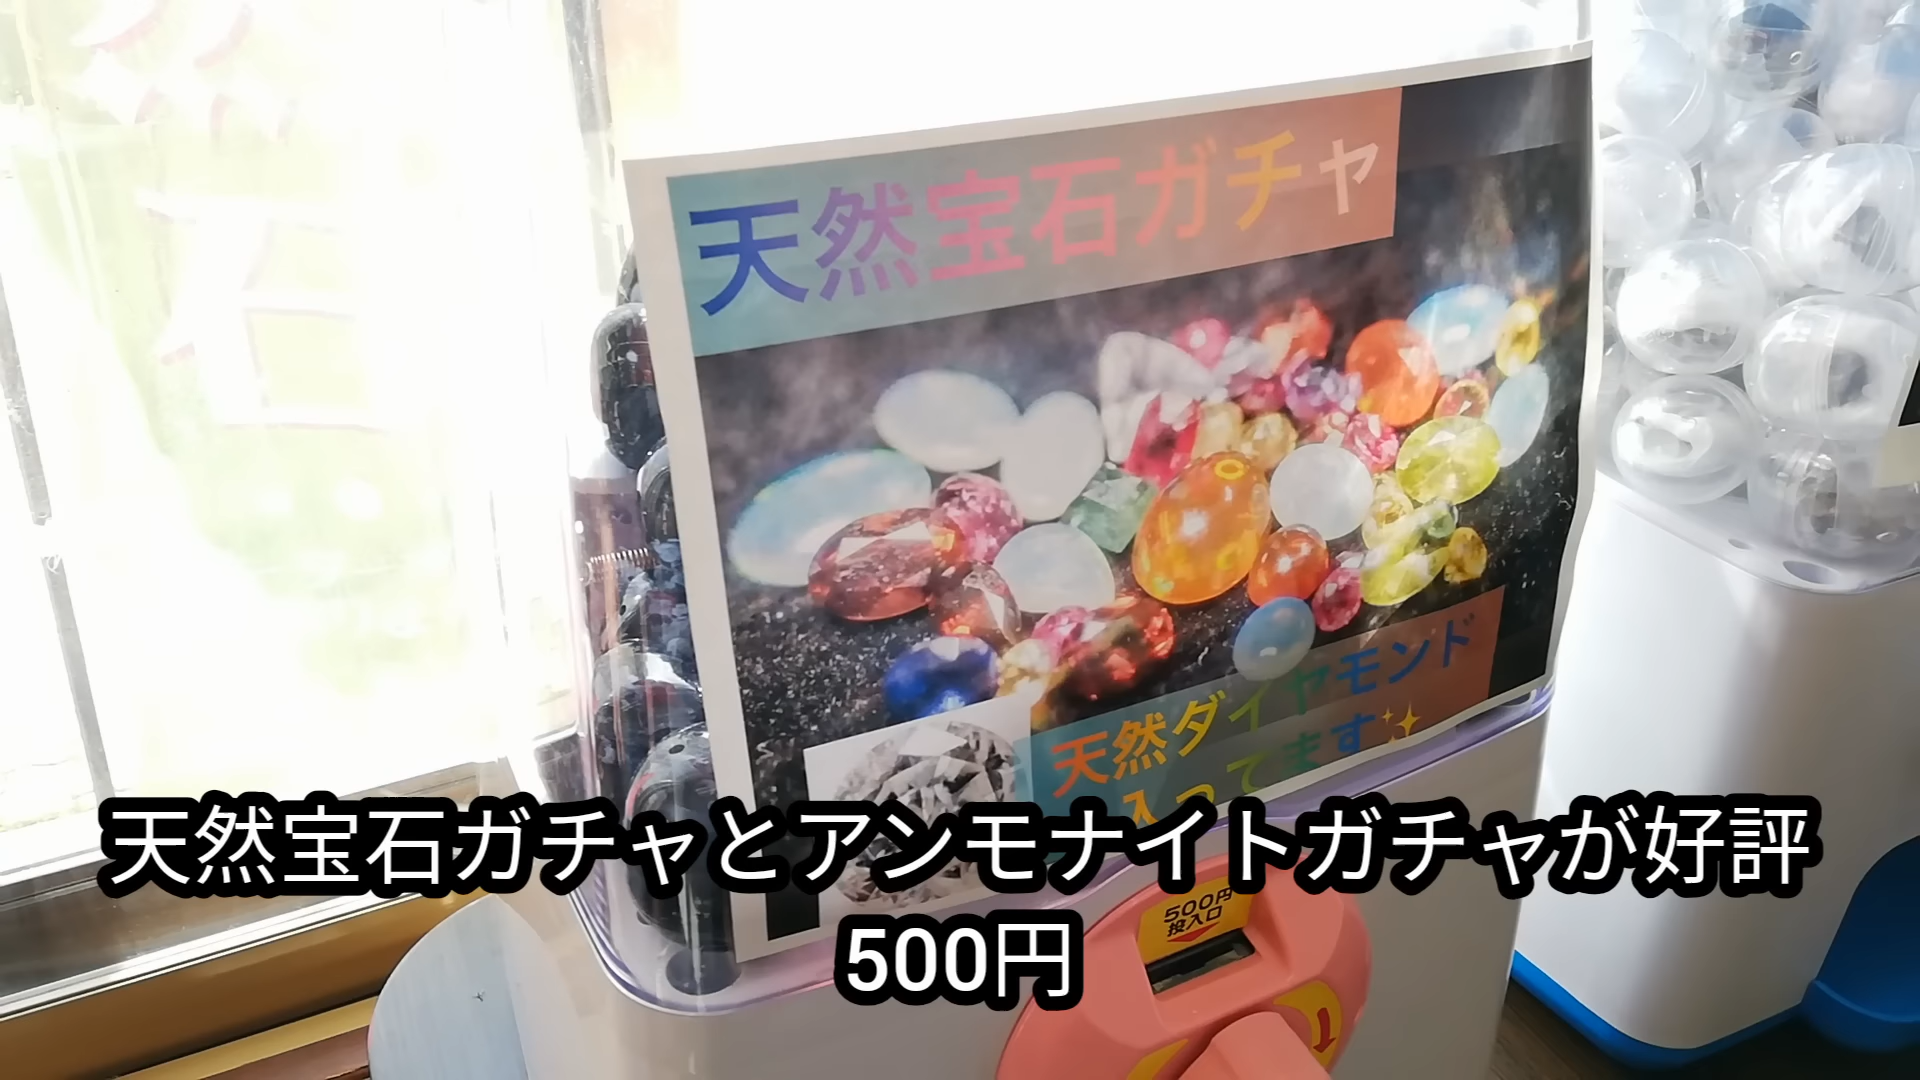 天然宝石ガチャ
天然ダイヤモンド
入ってます✨
天然宝石ガチャとアンモナイトガチャが好評
500円
500円
投入口